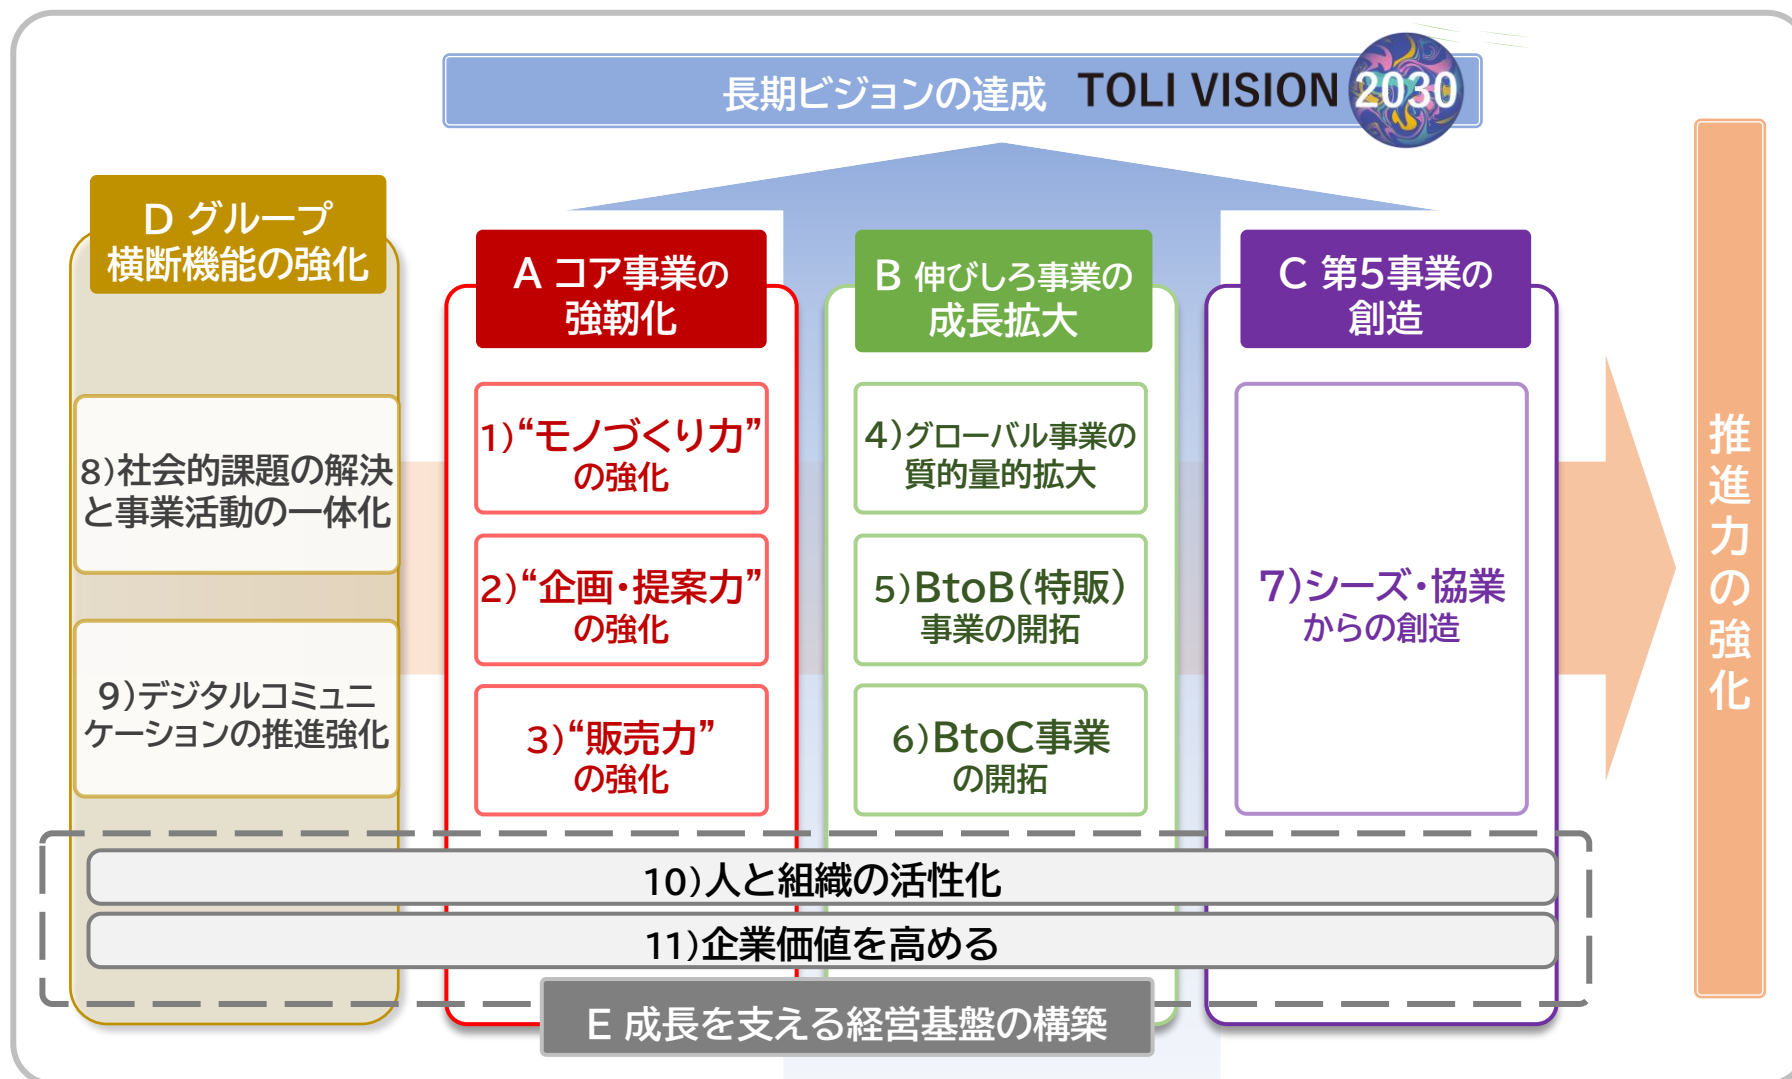 長期ビジョンの達成 TOLI VISION 2030
D グループ
横断機能の強化
8)社会的課題の解決
と事業活動の一体化
9)デジタルコミュニ
ケーションの推進強化
A コア事業の
強靭化
1)“モノづくり力”
の強化
2)“企画・提案力”
の強化
3)“販売力”
の強化
B 伸びしろ事業の
成長拡大
4)グローバル事業の
質的量的拡大
5)BtoB(特販)
事業の開拓
6)BtoC事業
の開拓
C 第5事業の
創造
7)シーズ・協業
からの創造
推進力の強化
10)人と組織の活性化
11)企業価値を高める
E 成長を支える経営基盤の構築